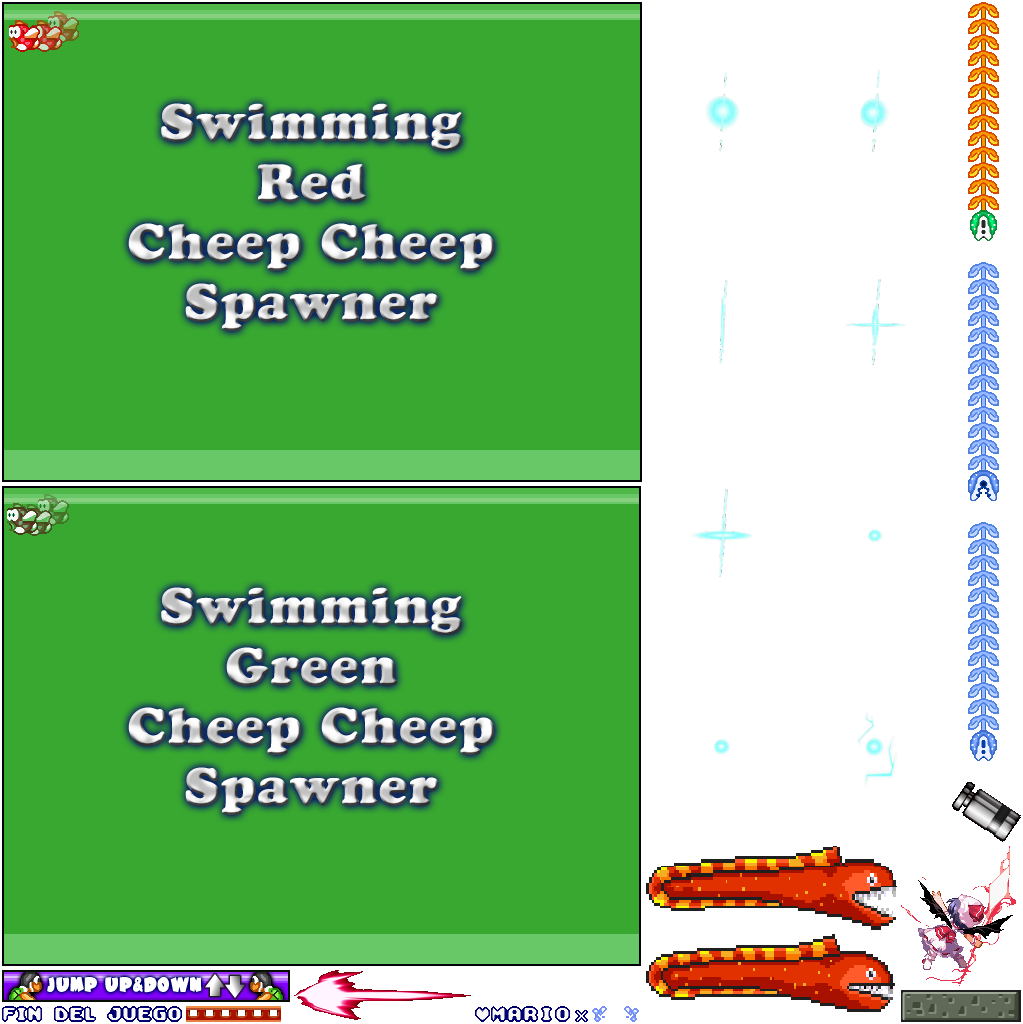 Swimming
Red
Cheep Cheep
Spawner
Swimming
Green
Cheep Cheep
Spawner
JUMP UP&DOWN
FIN DEL JUEGO
♥MARIO×